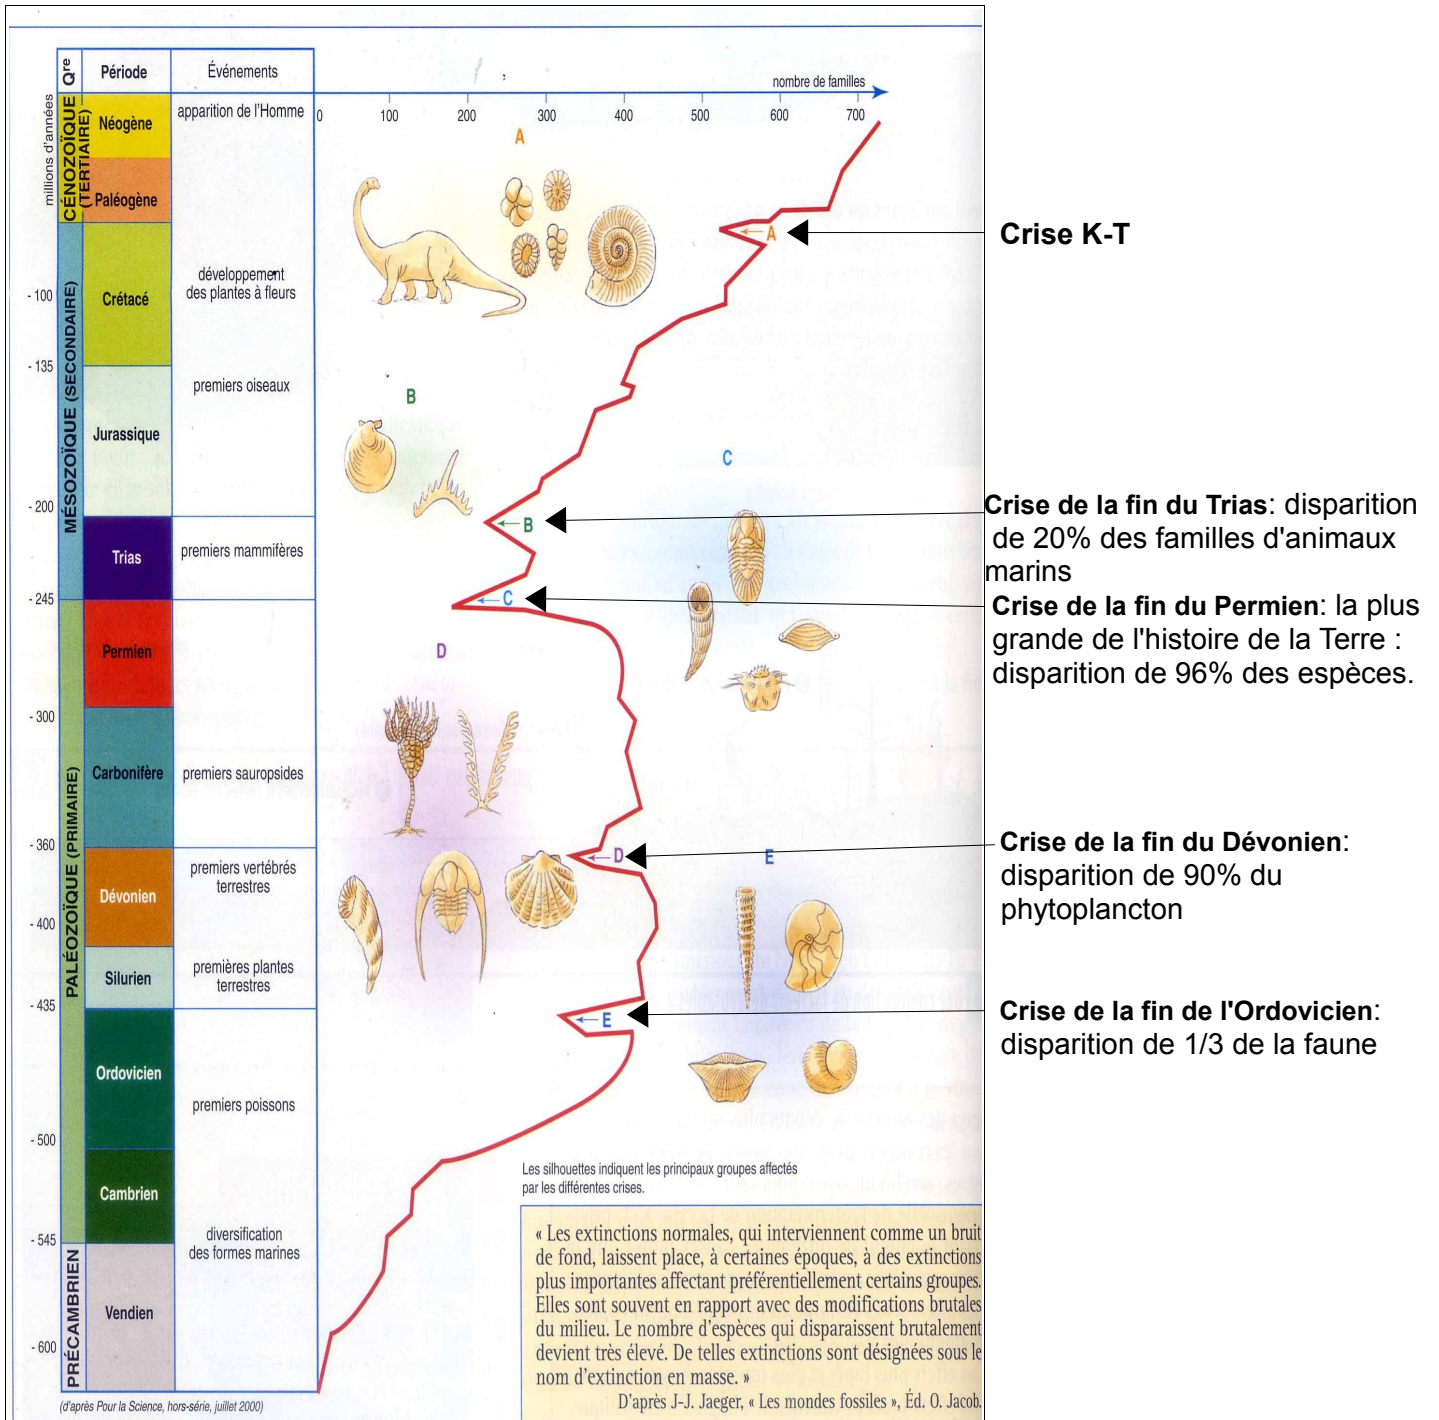 Qre
Période
Événements
nombre de familles
0 100 200 300 400 500 600 700
millions d'années
CÉNOZOÏQUE
(TERTIAIRE)
Néogène
apparition de l'Homme
Paléogène
A
A
Crise K-T
MÉSOZOÏQUE (SECONDAIRE)
- 100
Crétacé
développement
des plantes à fleurs
- 135
premiers oiseaux
B
Jurassique
C
- 200
B
Crise de la fin du Trias: disparition
de 20% des familles d'animaux
marins
Trias
premiers mammifères
- 245
C
Crise de la fin du Permien: la plus
grande de l'histoire de la Terre :
disparition de 96% des espèces.
PALÉOZOÏQUE (PRIMAIRE)
Permien
D
- 300
Carbonifère
premiers sauropsides
- 360
D
E
Crise de la fin du Dévonien:
disparition de 90% du
phytoplancton
Dévonien
premiers vertébrés
terrestres
- 400
Silurien
premières plantes
terrestres
- 435
E
Crise de la fin de l'Ordovicien:
disparition de 1/3 de la faune
Ordovicien
premiers poissons
- 500
Cambrien
Les silhouettes indiquent les principaux groupes affectés
par les différentes crises.
- 545
diversification
des formes marines
PRÉCAMBRIEN
Vendien
- 600
« Les extinctions normales, qui interviennent comme un bruit
de fond, laissent place, à certaines époques, à des extinctions
plus importantes affectant préférentiellement certains groupes.
Elles sont souvent en rapport avec des modifications brutales
du milieu. Le nombre d'espèces qui disparaissent brutalement
devient très élevé. De telles extinctions sont désignées sous le
nom d'extinction en masse. »
D'après J-J. Jaeger, « Les mondes fossiles », Éd. O. Jacob.
(d'après Pour la Science, hors-série, juillet 2000)